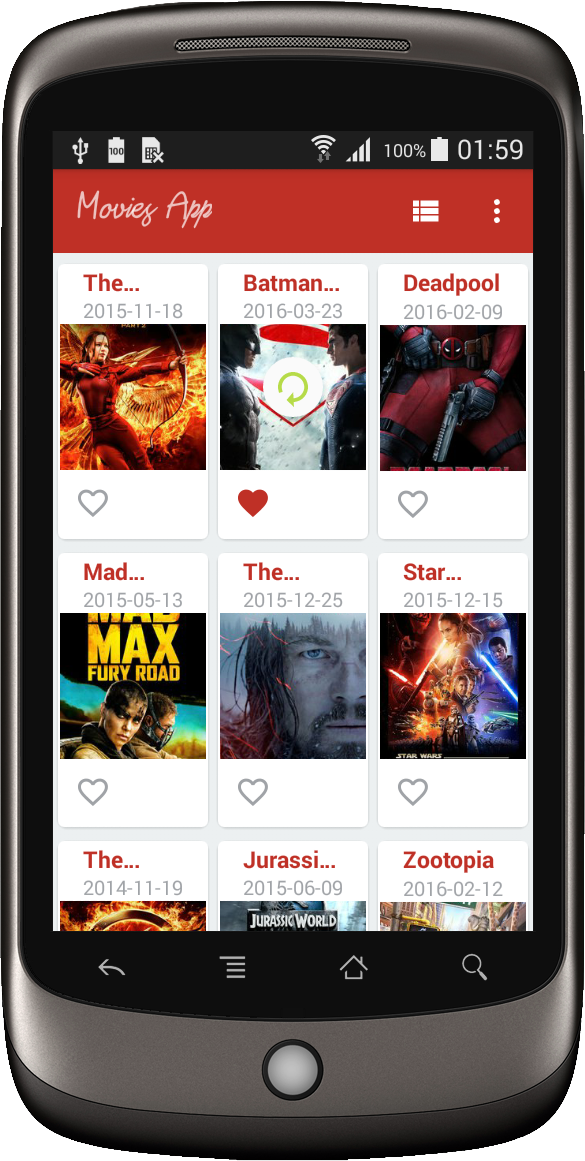 100
100%
01:59
Movies App
The...
Batman...
Deadpool
2015-11-18
2016-03-23
2016-02-09
PART 2
Mad...
The...
Star...
2015-05-13
2015-12-25
2015-12-15
MAD
MAX
FURY ROAD
STAR WARS
The...
Jurassi...
Zootopia
2014-11-19
2015-06-09
2016-02-12
JURASSIC WORLD